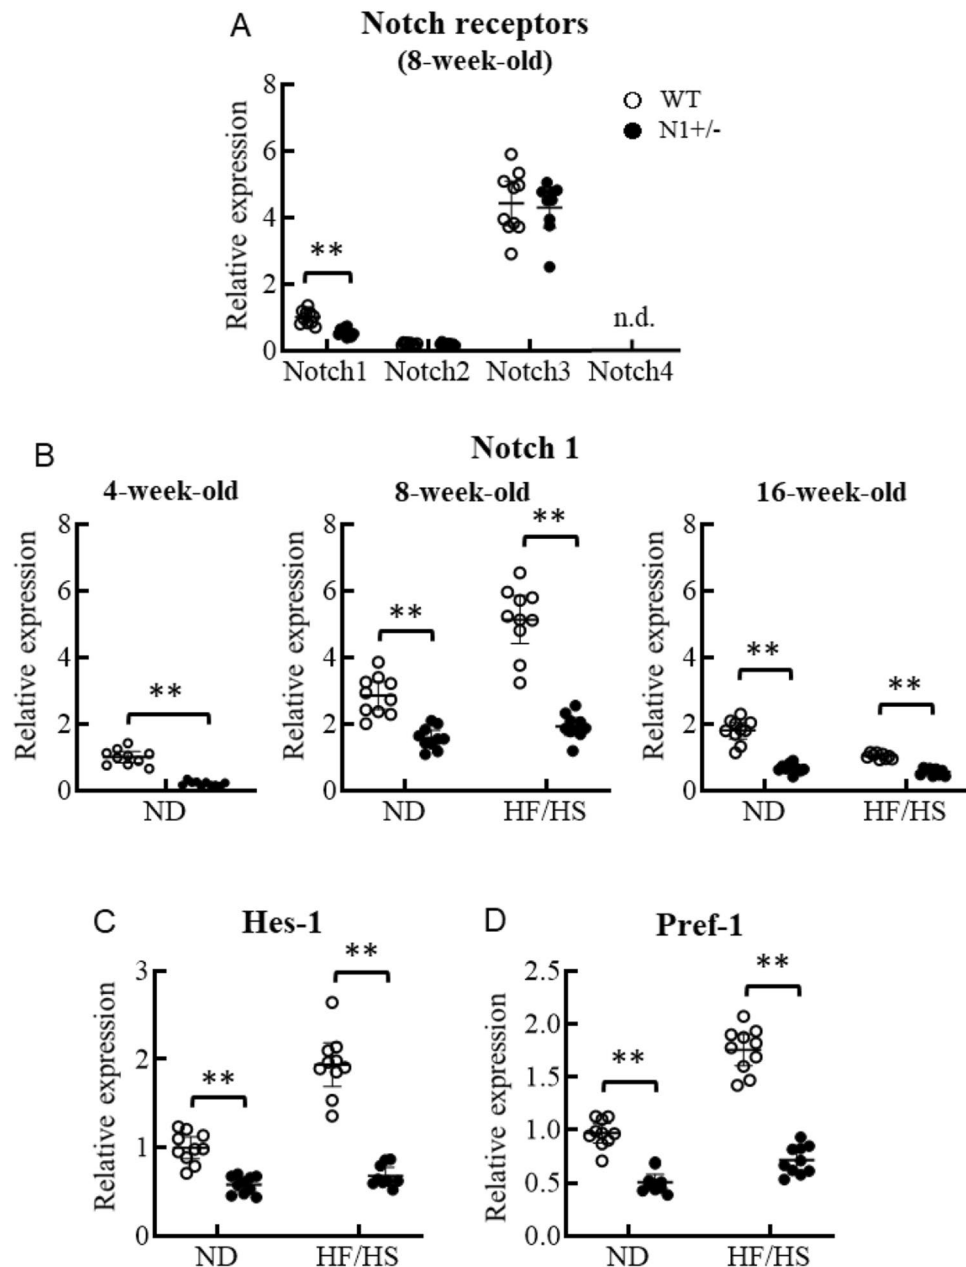 A
Notch receptors
(8-week-old)
WT
N1+/-
Relative expression
8
6
4
2
0
**
n.d.
Notch1 Notch2 Notch3 Notch4
B
Notch 1
4-week-old
Relative expression
8
6
4
2
0
**
ND
8-week-old
Relative expression
8
6
4
2
0
**
**
ND HF/HS
16-week-old
Relative expression
8
6
4
2
0
**
**
ND HF/HS
C
Hes-1
Relative expression
3
2
1
0
**
**
ND HF/HS
D
Pref-1
Relative expression
2.5
2.0
1.5
1.0
0.5
0.0
**
**
ND HF/HS